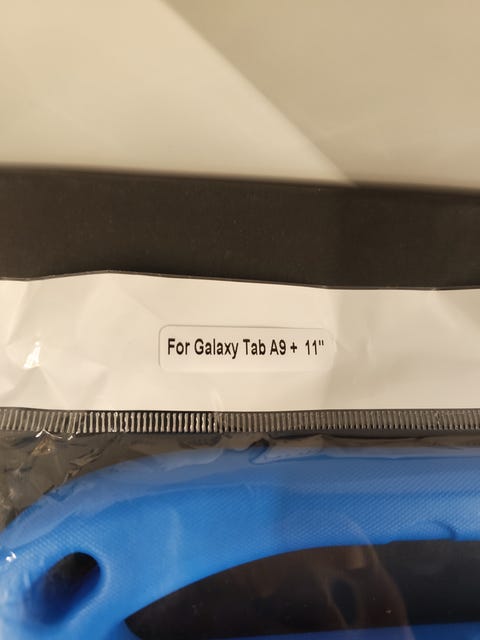 For Galaxy Tab A9 + 11"